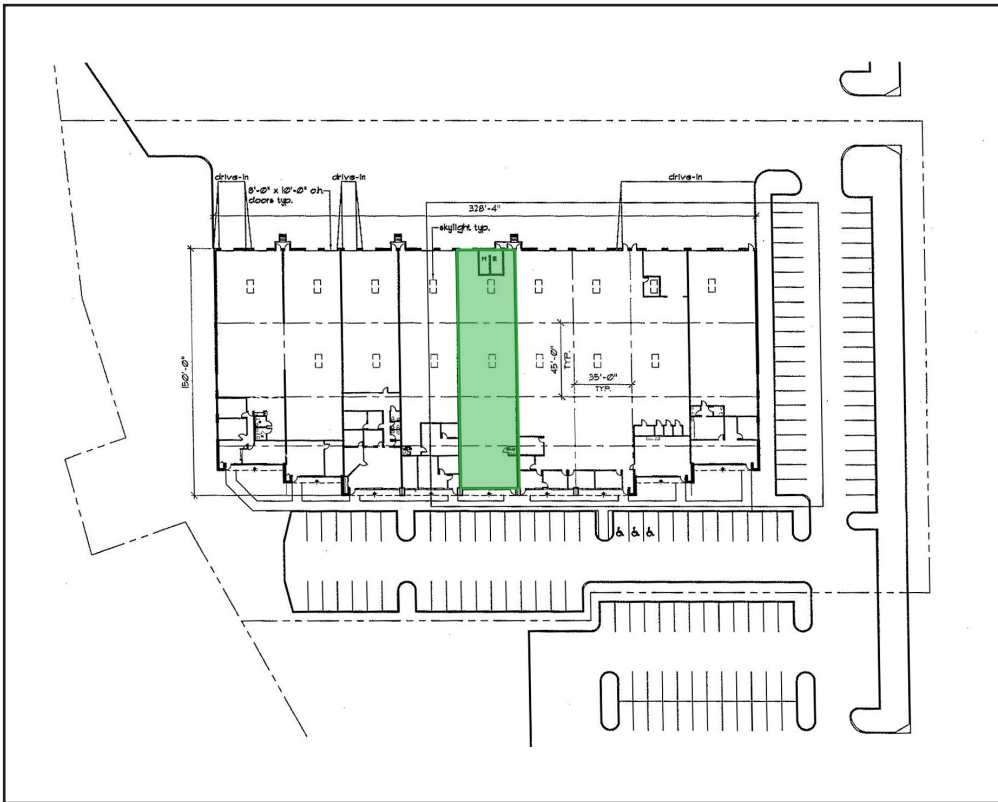 drive-in
drive-in
drive-in
8'-0" x 10'-0" o.h.
doors typ.
328'-4"
skylight typ.
M
150'-0"
45'-0"
TYP.
35'-0"
TYP.